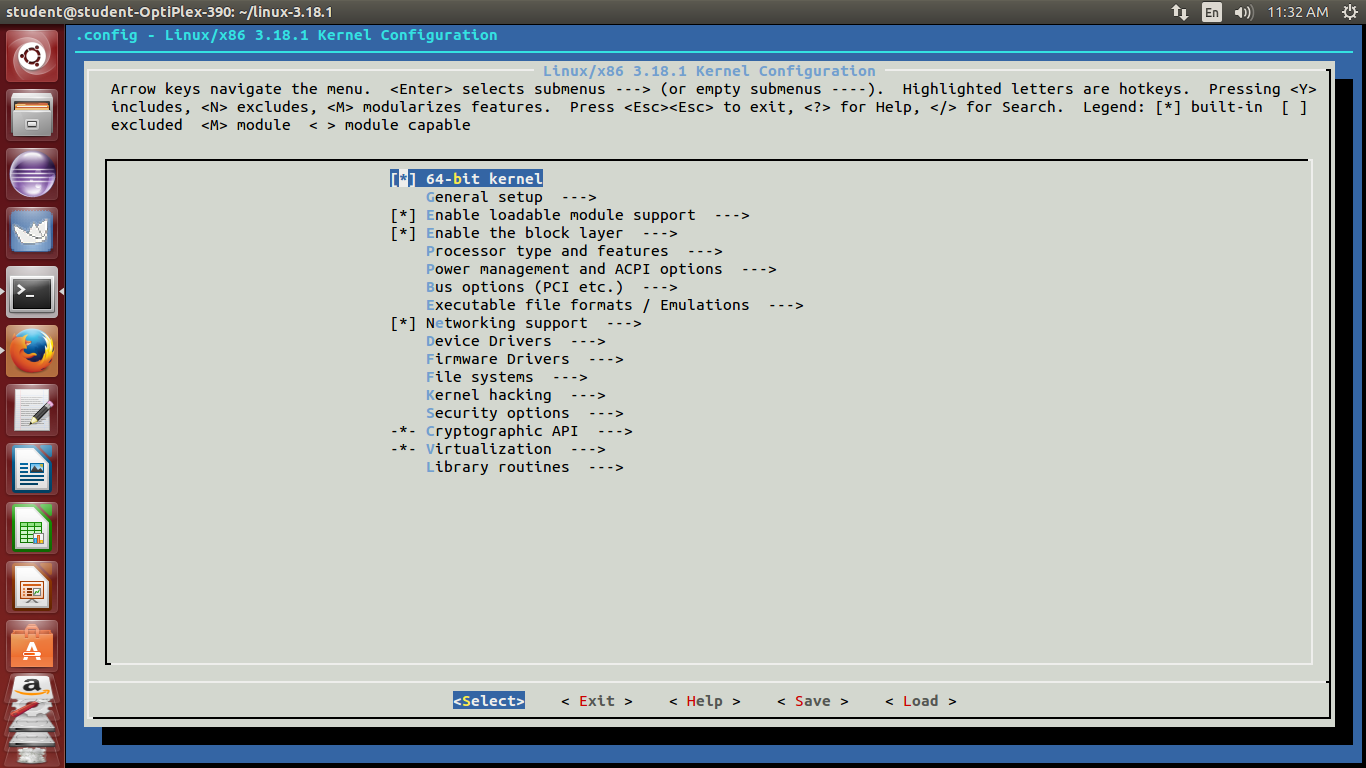 student@student-OptiPlex-390: ~/linux-3.18.1
En
11:32 AM
.config - Linux/x86 3.18.1 Kernel Configuration
Linux/x86 3.18.1 Kernel Configuration
Arrow keys navigate the menu.  <Enter> selects submenus ---> (or empty submenus ----).  Highlighted letters are hotkeys.  Pressing <Y>
includes, <N> excludes, <M> modularizes features.  Press <Esc><Esc> to exit, <?> for Help, </> for Search.  Legend: [*] built-in  [ ]
excluded  <M> module  < > module capable
[*] 64-bit kernel
General setup  --->
[*] Enable loadable module support  --->
[*] Enable the block layer  --->
Processor type and features  --->
Power management and ACPI options  --->
Bus options (PCI etc.)  --->
Executable file formats / Emulations  --->
[*] Networking support  --->
Device Drivers  --->
Firmware Drivers  --->
File systems  --->
Kernel hacking  --->
Security options  --->
-*- Cryptographic API  --->
-*- Virtualization  --->
Library routines  --->
<Select>    < Exit >    < Help >    < Save >    < Load >